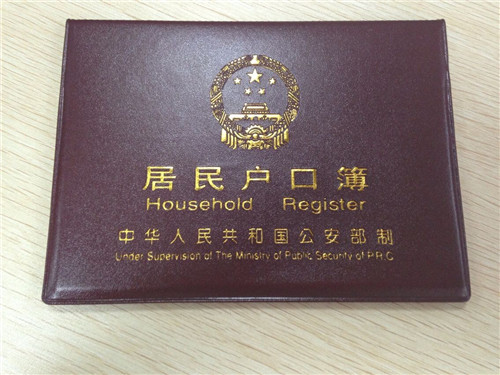 居民户口簿
Household Register
中华人民共和国公安部制
Under Supervision of The Ministry of Public Security of P.R.C